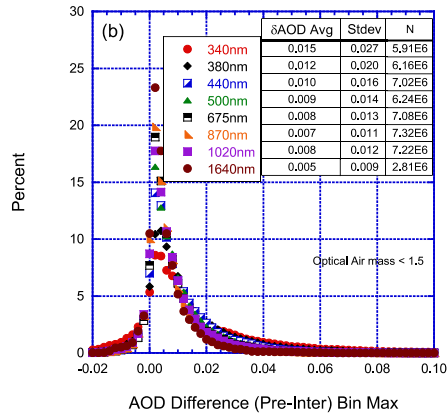 (b)
340nm
380nm
440nm
500nm
675nm
870nm
1020nm
1640nm
δAOD Avg Stdev N
0.015 0.027 5.91E6
0.012 0.020 6.16E6
0.010 0.016 7.02E6
0.009 0.014 6.24E6
0.008 0.013 7.08E6
0.007 0.011 7.32E6
0.008 0.012 7.22E6
0.005 0.009 2.81E6
Optical Air mass < 1.5
Percent
30
25
20
15
10
5
0
-0.02 0.00 0.02 0.04 0.06 0.08 0.10
AOD Difference (Pre-Inter) Bin Max